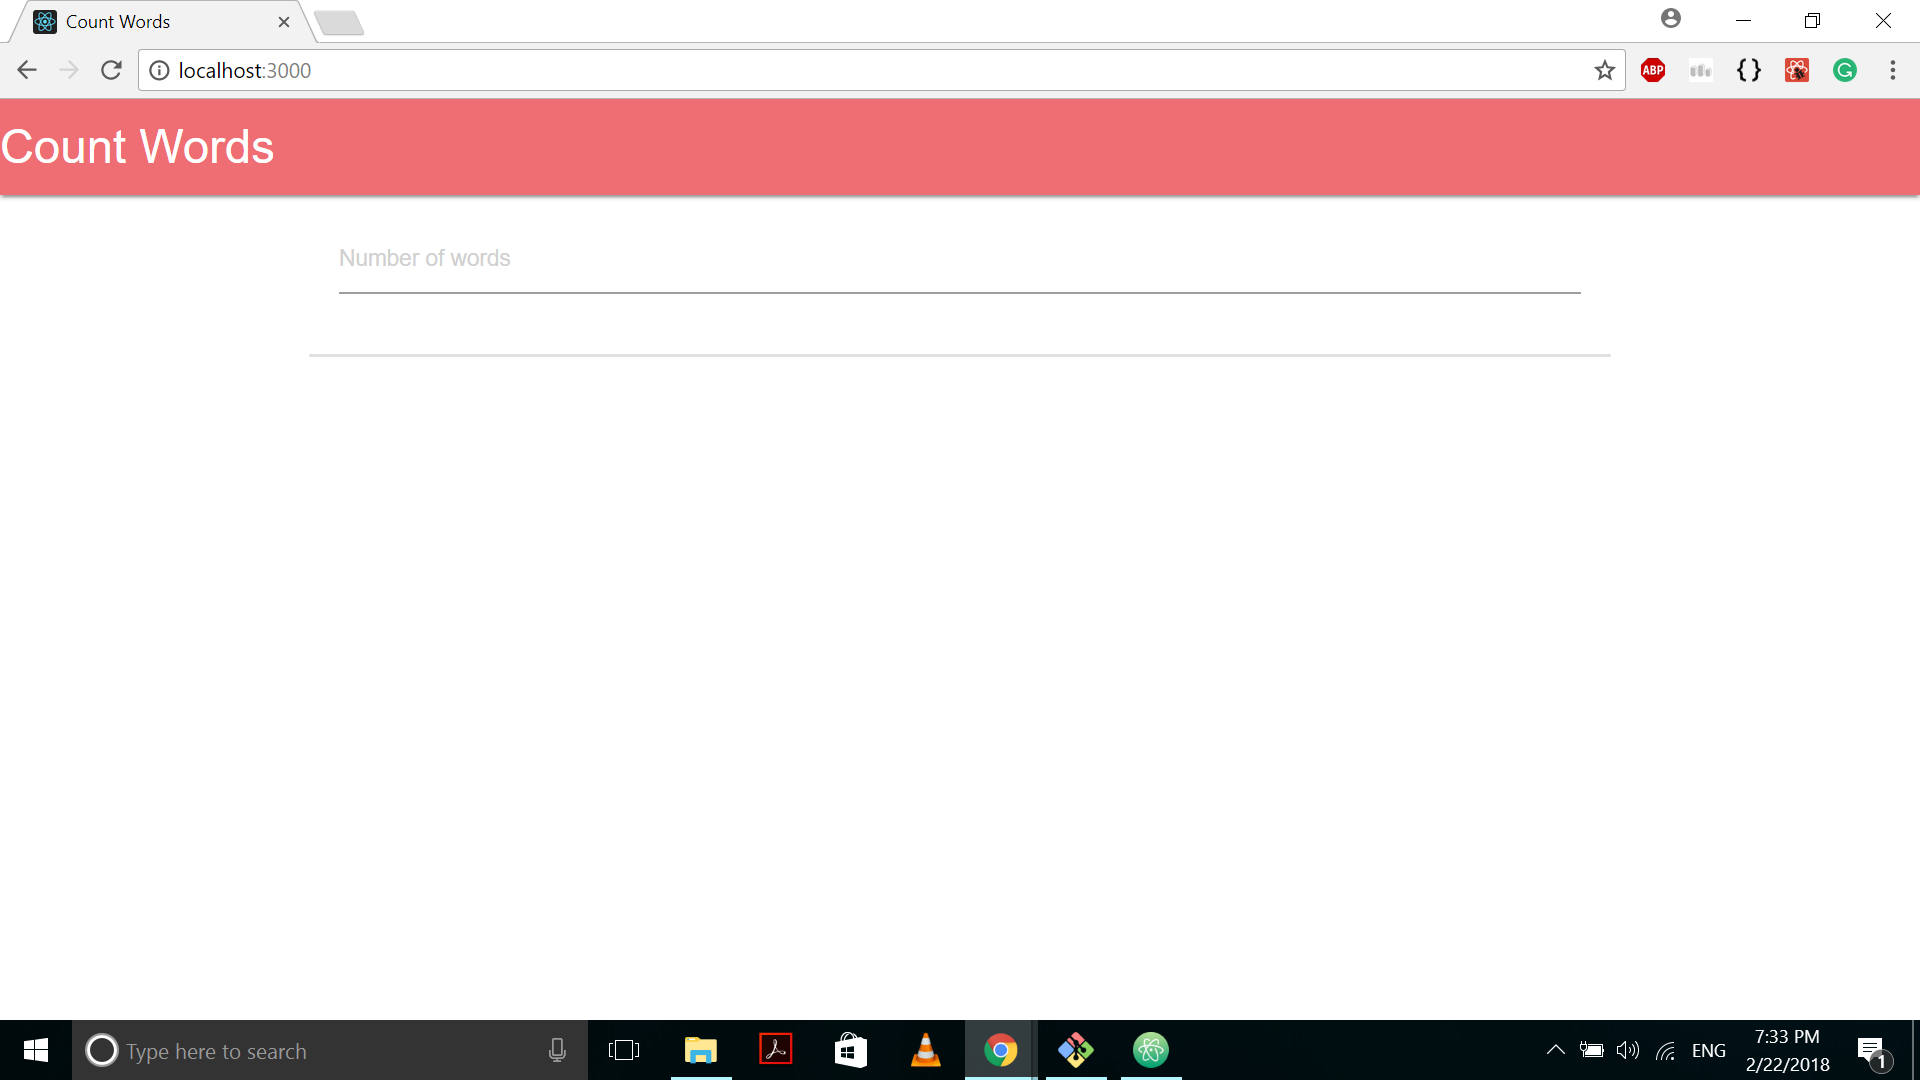 Count Words
localhost:3000
ABP
Count Words
Number of words
Type here to search
ENG
7:33 PM
2/22/2018
1